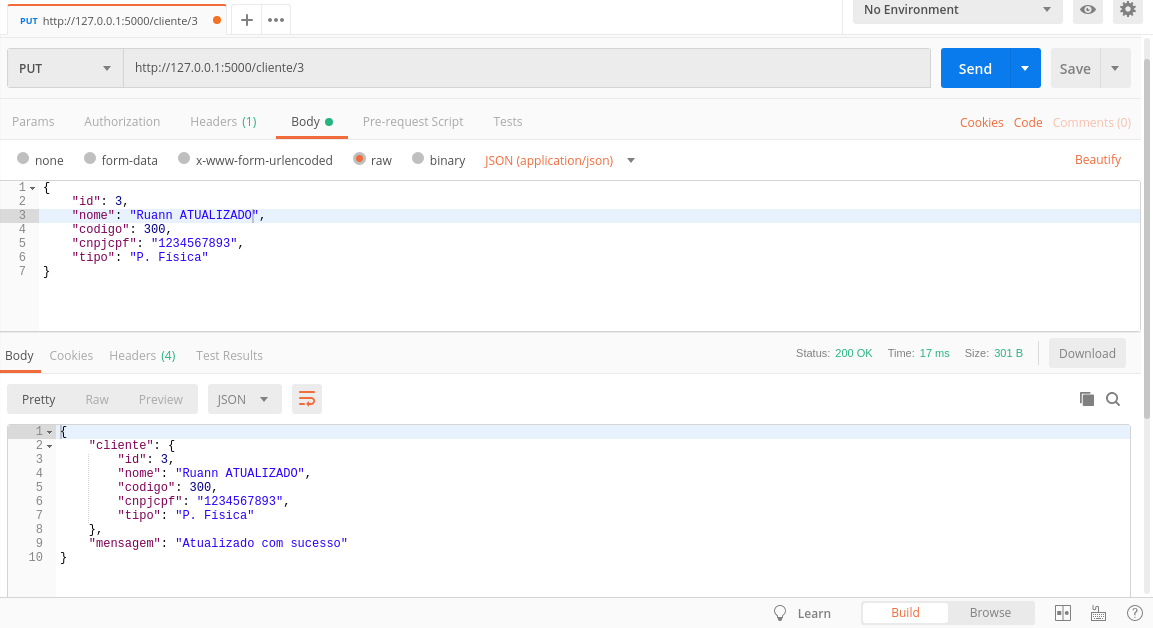 PUT http://127.0.0.1:5000/cliente/3
No Environment
PUT http://127.0.0.1:5000/cliente/3 Send Save
Params Authorization Headers (1) Body Pre-request Script Tests Cookies Code Comments (0)
none form-data x-www-form-urlencoded raw binary JSON (application/json) Beautify
1 {
2 "id": 3,
3 "nome": "Ruann ATUALIZADO",
4 "codigo": 300,
5 "cnpjcpf": "1234567893",
6 "tipo": "P. Física"
7 }
Body Cookies Headers (4) Test Results Status: 200 OK Time: 17 ms Size: 301 B Download
Pretty Raw Preview JSON
1 {
2 "cliente": {
3 "id": 3,
4 "nome": "Ruann ATUALIZADO",
5 "codigo": 300,
6 "cnpjcpf": "1234567893",
7 "tipo": "P. Física"
8 },
9 "mensagem": "Atualizado com sucesso"
10 }
Learn Build Browse